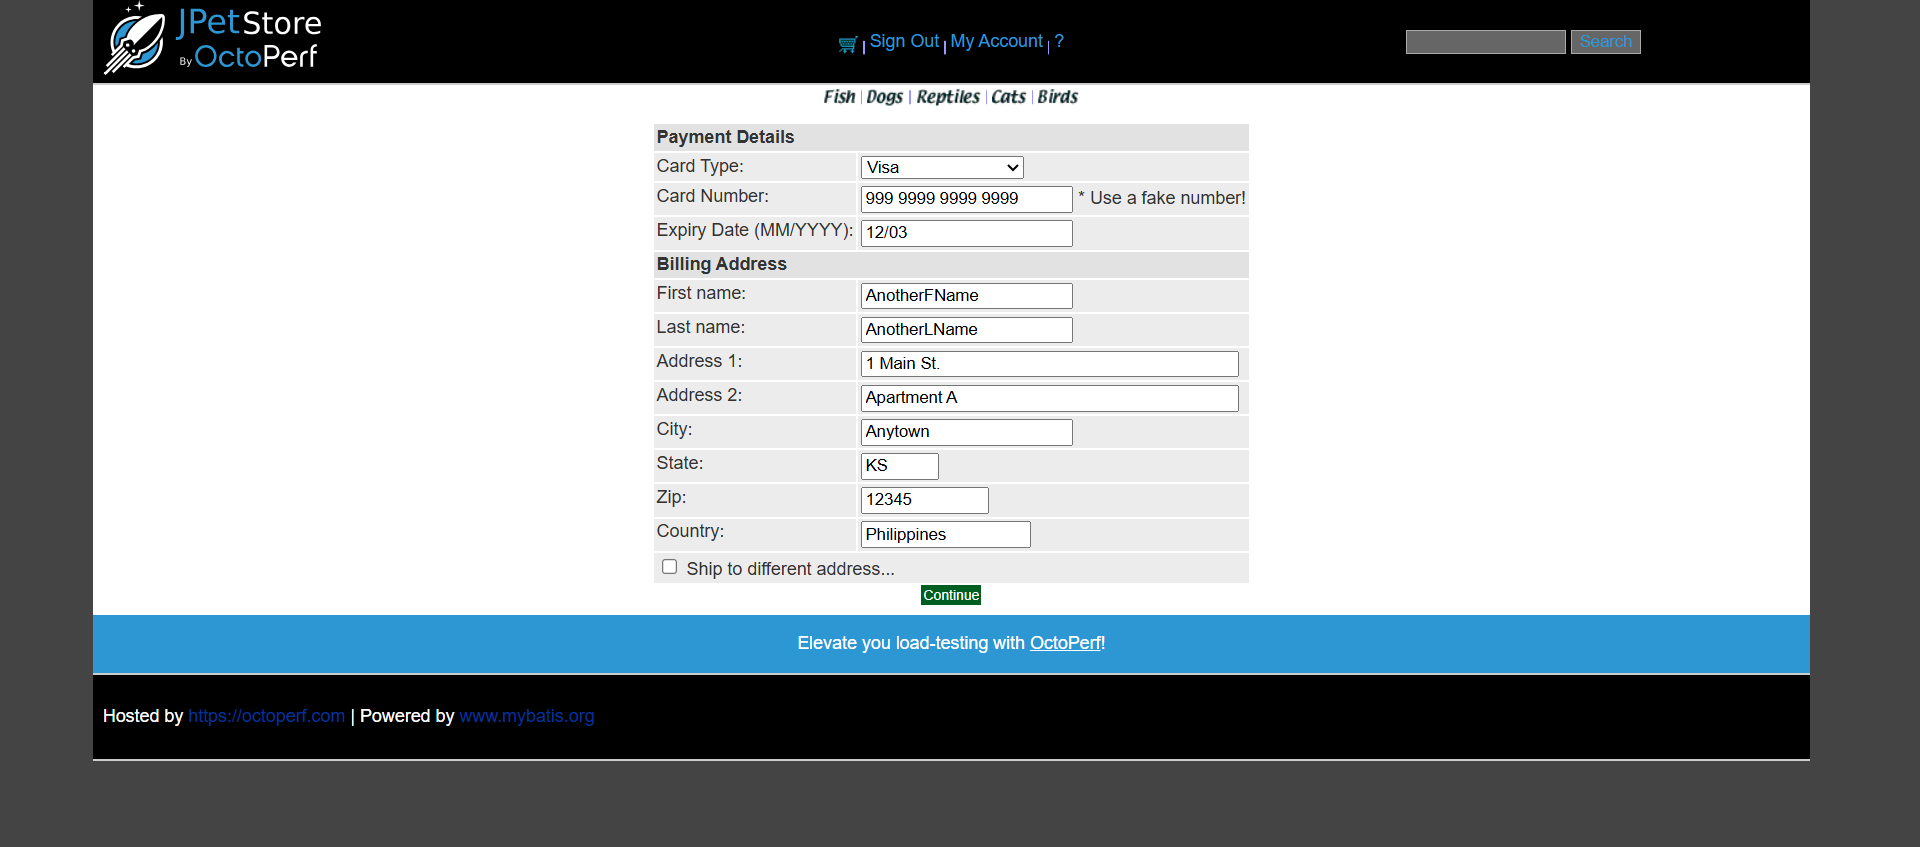 JPetStore
By OctoPerf
Sign Out | My Account | ?
Search
Fish | Dogs | Reptiles | Cats | Birds
Payment Details
Card Type: Visa
Card Number: 999 9999 9999 9999 * Use a fake number!
Expiry Date (MM/YYYY): 12/03
Billing Address
First name: AnotherFName
Last name: AnotherLName
Address 1: 1 Main St.
Address 2: Apartment A
City: Anytown
State: KS
Zip: 12345
Country: Philippines
Ship to different address...
Continue
Elevate you load-testing with OctoPerf!
Hosted by https://octoperf.com | Powered by www.mybatis.org